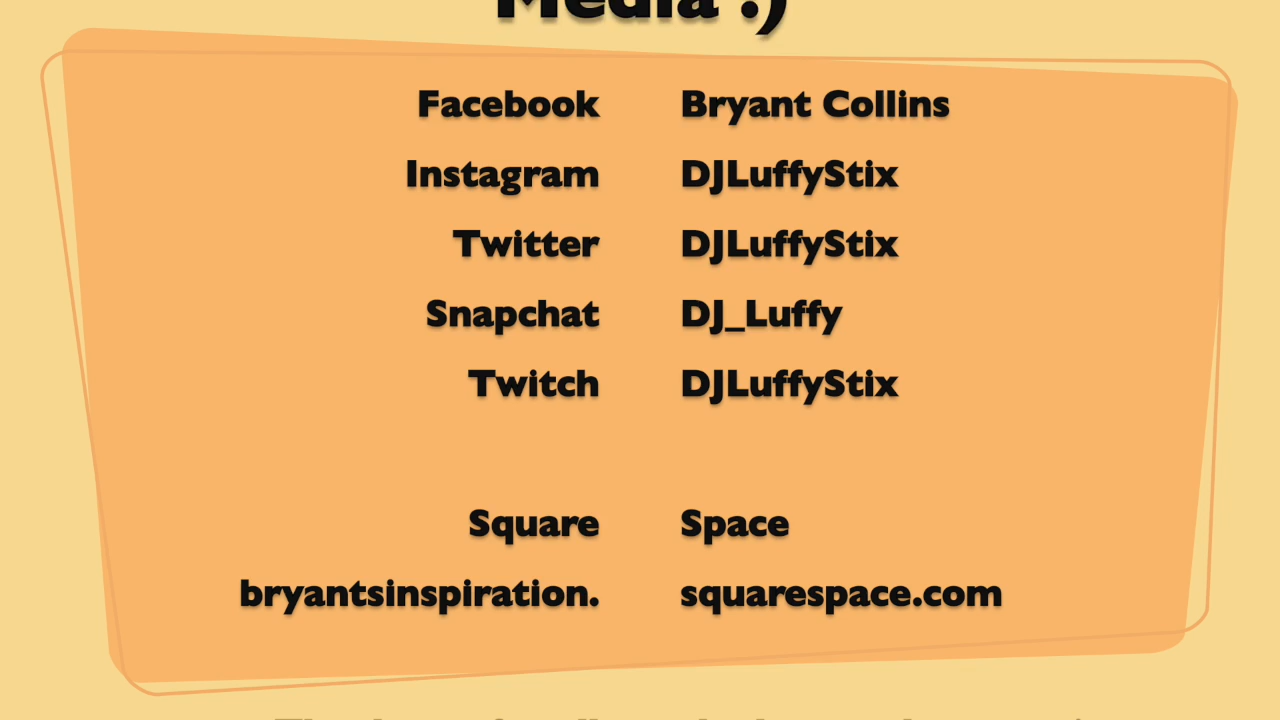 Media :)
Facebook Bryant Collins
Instagram DJLuffyStix
Twitter DJLuffyStix
Snapchat DJ_Luffy
Twitch DJLuffyStix
Square Space
bryantsinspiration. squarespace.com